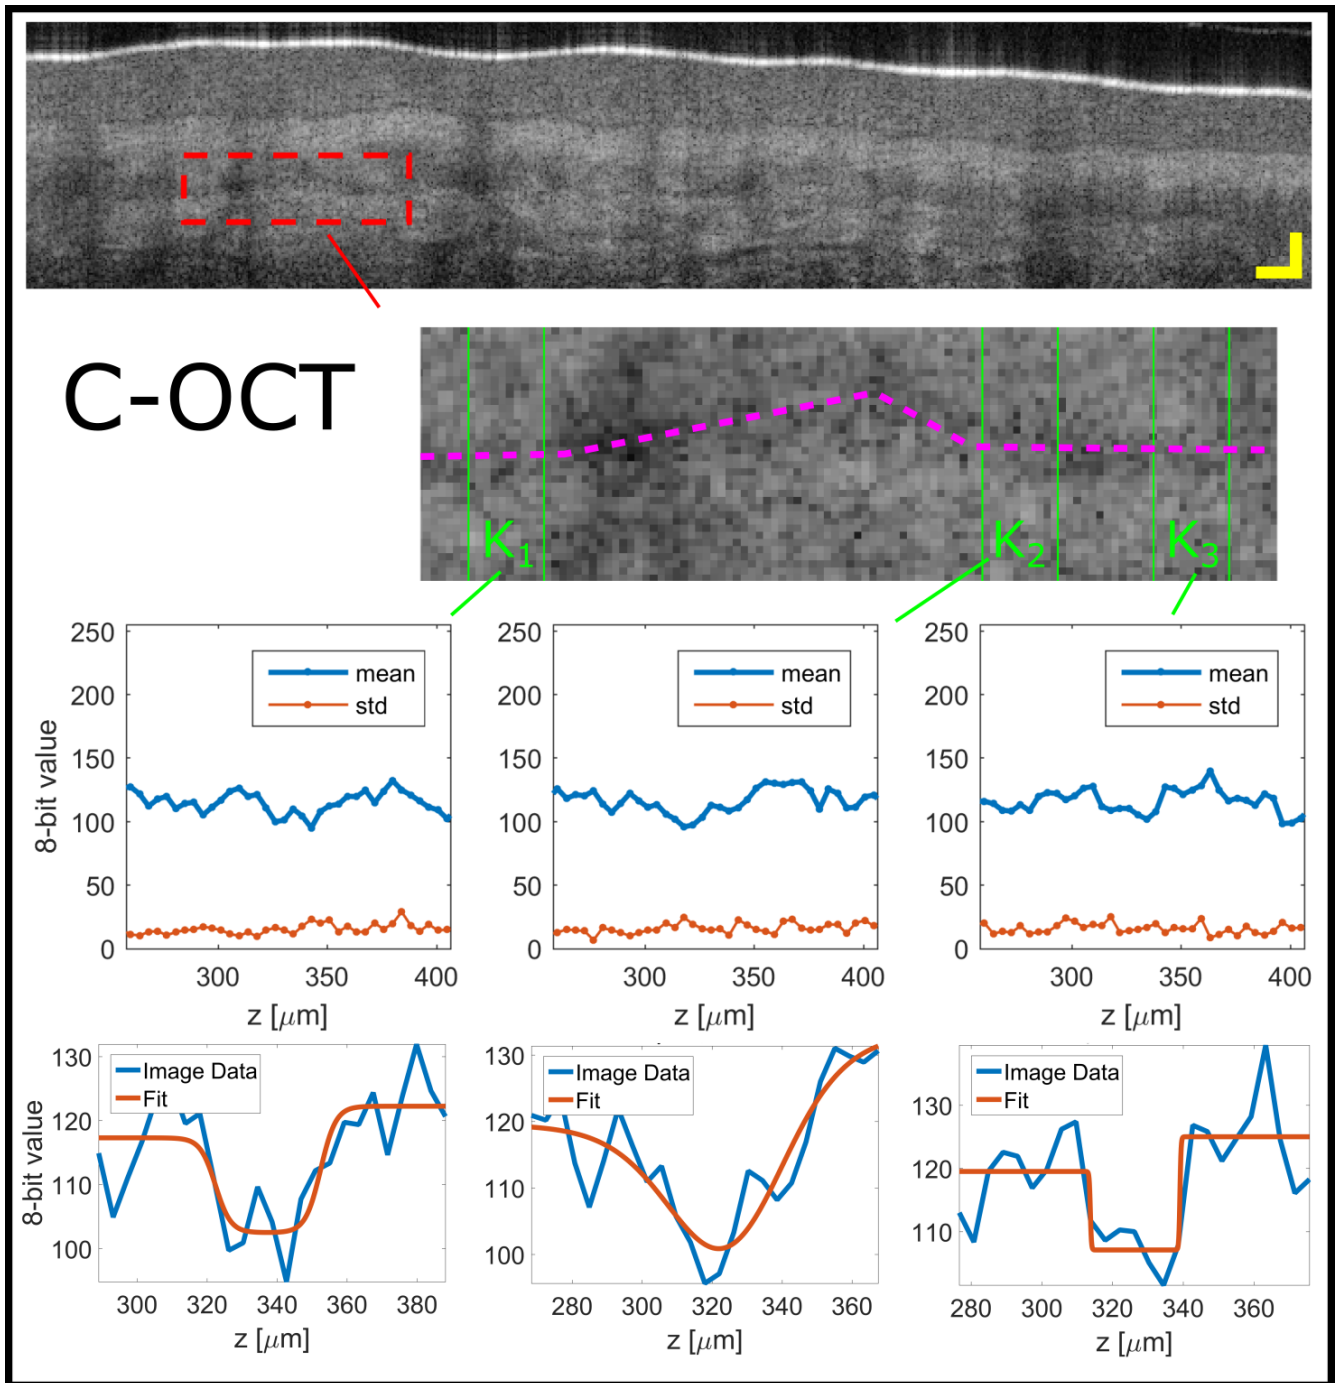 C-OCT
K1 K2 K3
250 250 250
mean mean mean
200 200 200
std std std
150 150 150
8-bit value
100 100 100
50 50 50
0 0 0
300 350 400 300 350 400 300 350 400
z [μm] z [μm] z [μm]
130 Image Data 130 Image Data Image Data
Fit Fit 130 Fit
120 120 120
8-bit value
110 110 110
100 100
300 320 340 360 380 280 300 320 340 360 280 300 320 340 360
z [μm] z [μm] z [μm]